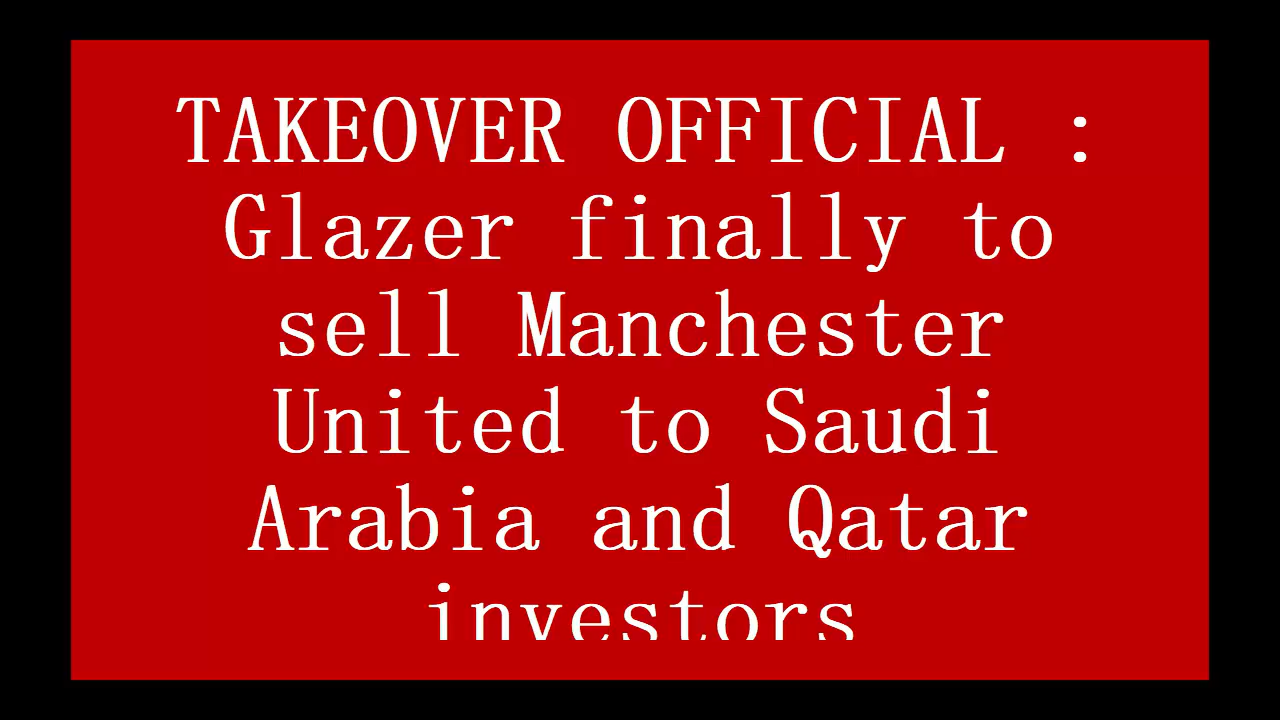 TAKEOVER OFFICIAL :
Glazer finally to
sell Manchester
United to Saudi
Arabia and Qatar
investors